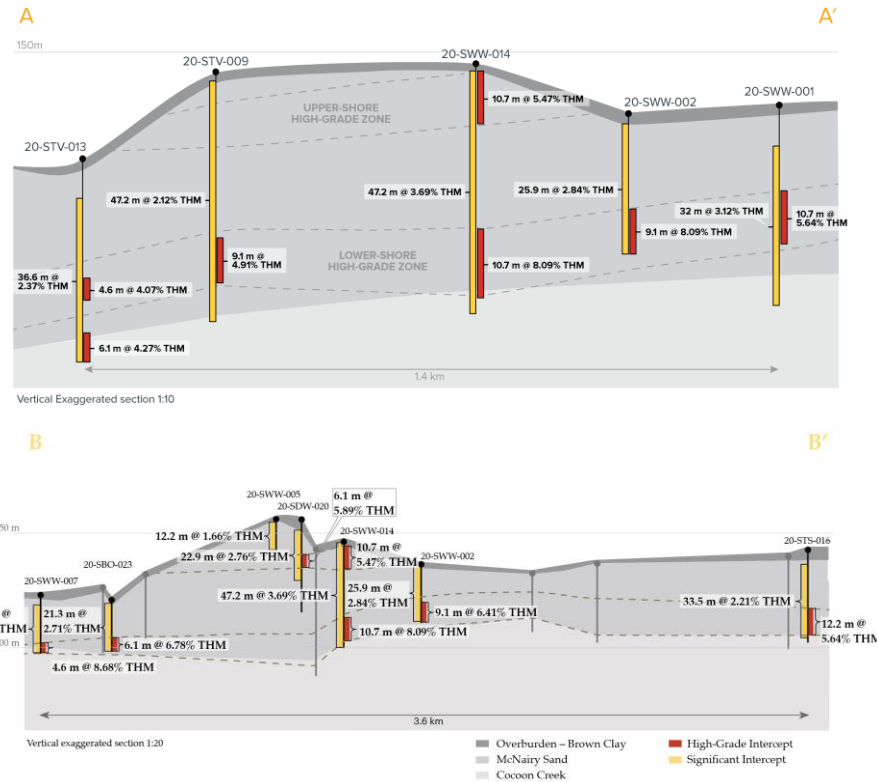 A
A′
150m
20-STV-009
20-SWW-014
20-SWW-002
20-SWW-001
20-STV-013
UPPER-SHORE
HIGH-GRADE ZONE
10.7 m @ 5.47% THM
47.2 m @ 2.12% THM
47.2 m @ 3.69% THM
25.9 m @ 2.84% THM
32 m @ 3.12% THM
10.7 m @
5.64% THM
9.1 m @ 8.09% THM
9.1 m @
4.91% THM
LOWER-SHORE
HIGH-GRADE ZONE
10.7 m @ 8.09% THM
36.6 m @
2.37% THM
4.6 m @ 4.07% THM
6.1 m @ 4.27% THM
1.4 km
Vertical Exaggerated section 1:10
B
B′
20-SWW-005
20-SDW-020
6.1 m @
5.89% THM
50 m
12.2 m @ 1.66% THM
20-SWW-014
20-STS-016
22.9 m @ 2.76% THM
10.7 m @
5.47% THM
20-SBO-023
20-SWW-002
20-SWW-007
47.2 m @ 3.69% THM
25.9 m @
2.84% THM
33.5 m @ 2.21% THM
@
THM
21.3 m @
2.71% THM
9.1 m @ 6.41% THM
12.2 m @
5.64% THM
10.7 m @ 8.09% THM
00 m
6.1 m @ 6.78% THM
4.6 m @ 8.68% THM
3.6 km
Vertical exaggerated section 1:20
Overburden – Brown Clay
High-Grade Intercept
McNairy Sand
Significant Intercept
Cocoon Creek